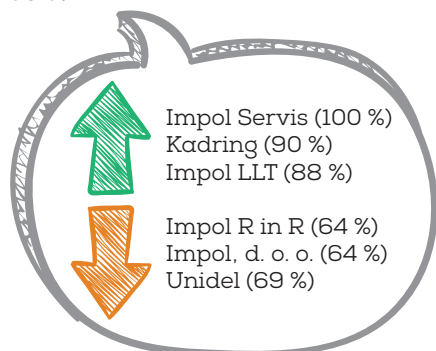 Impol Servis (100 %)
Kadring (90 %)
Impol LLT (88 %)
Impol R in R (64 %)
Impol, d. o. o. (64 %)
Unidel (69 %)